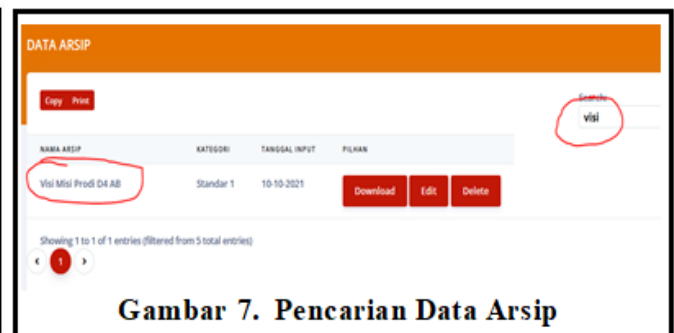 DATA ARSIP
Copy Print
Search:
visi
NAMA ARSIP KATEGORI TANGGAL INPUT PILIHAN
Visi Misi Prodi D4 AB Standar 1 10-10-2021 Download Edit Delete
Showing 1 to 1 of 1 entries (filtered from 5 total entries)
‹ 1 ›
Gambar 7. Pencarian Data Arsip